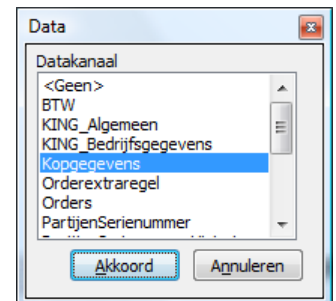 Data
Datakanaal
<Geen>
BTW
KING_Algemeen
KING_Bedrijfsgegevens
Kopgegevens
Orderextraregel
Orders
PartijenSerienummer
Akkoord
Annuleren